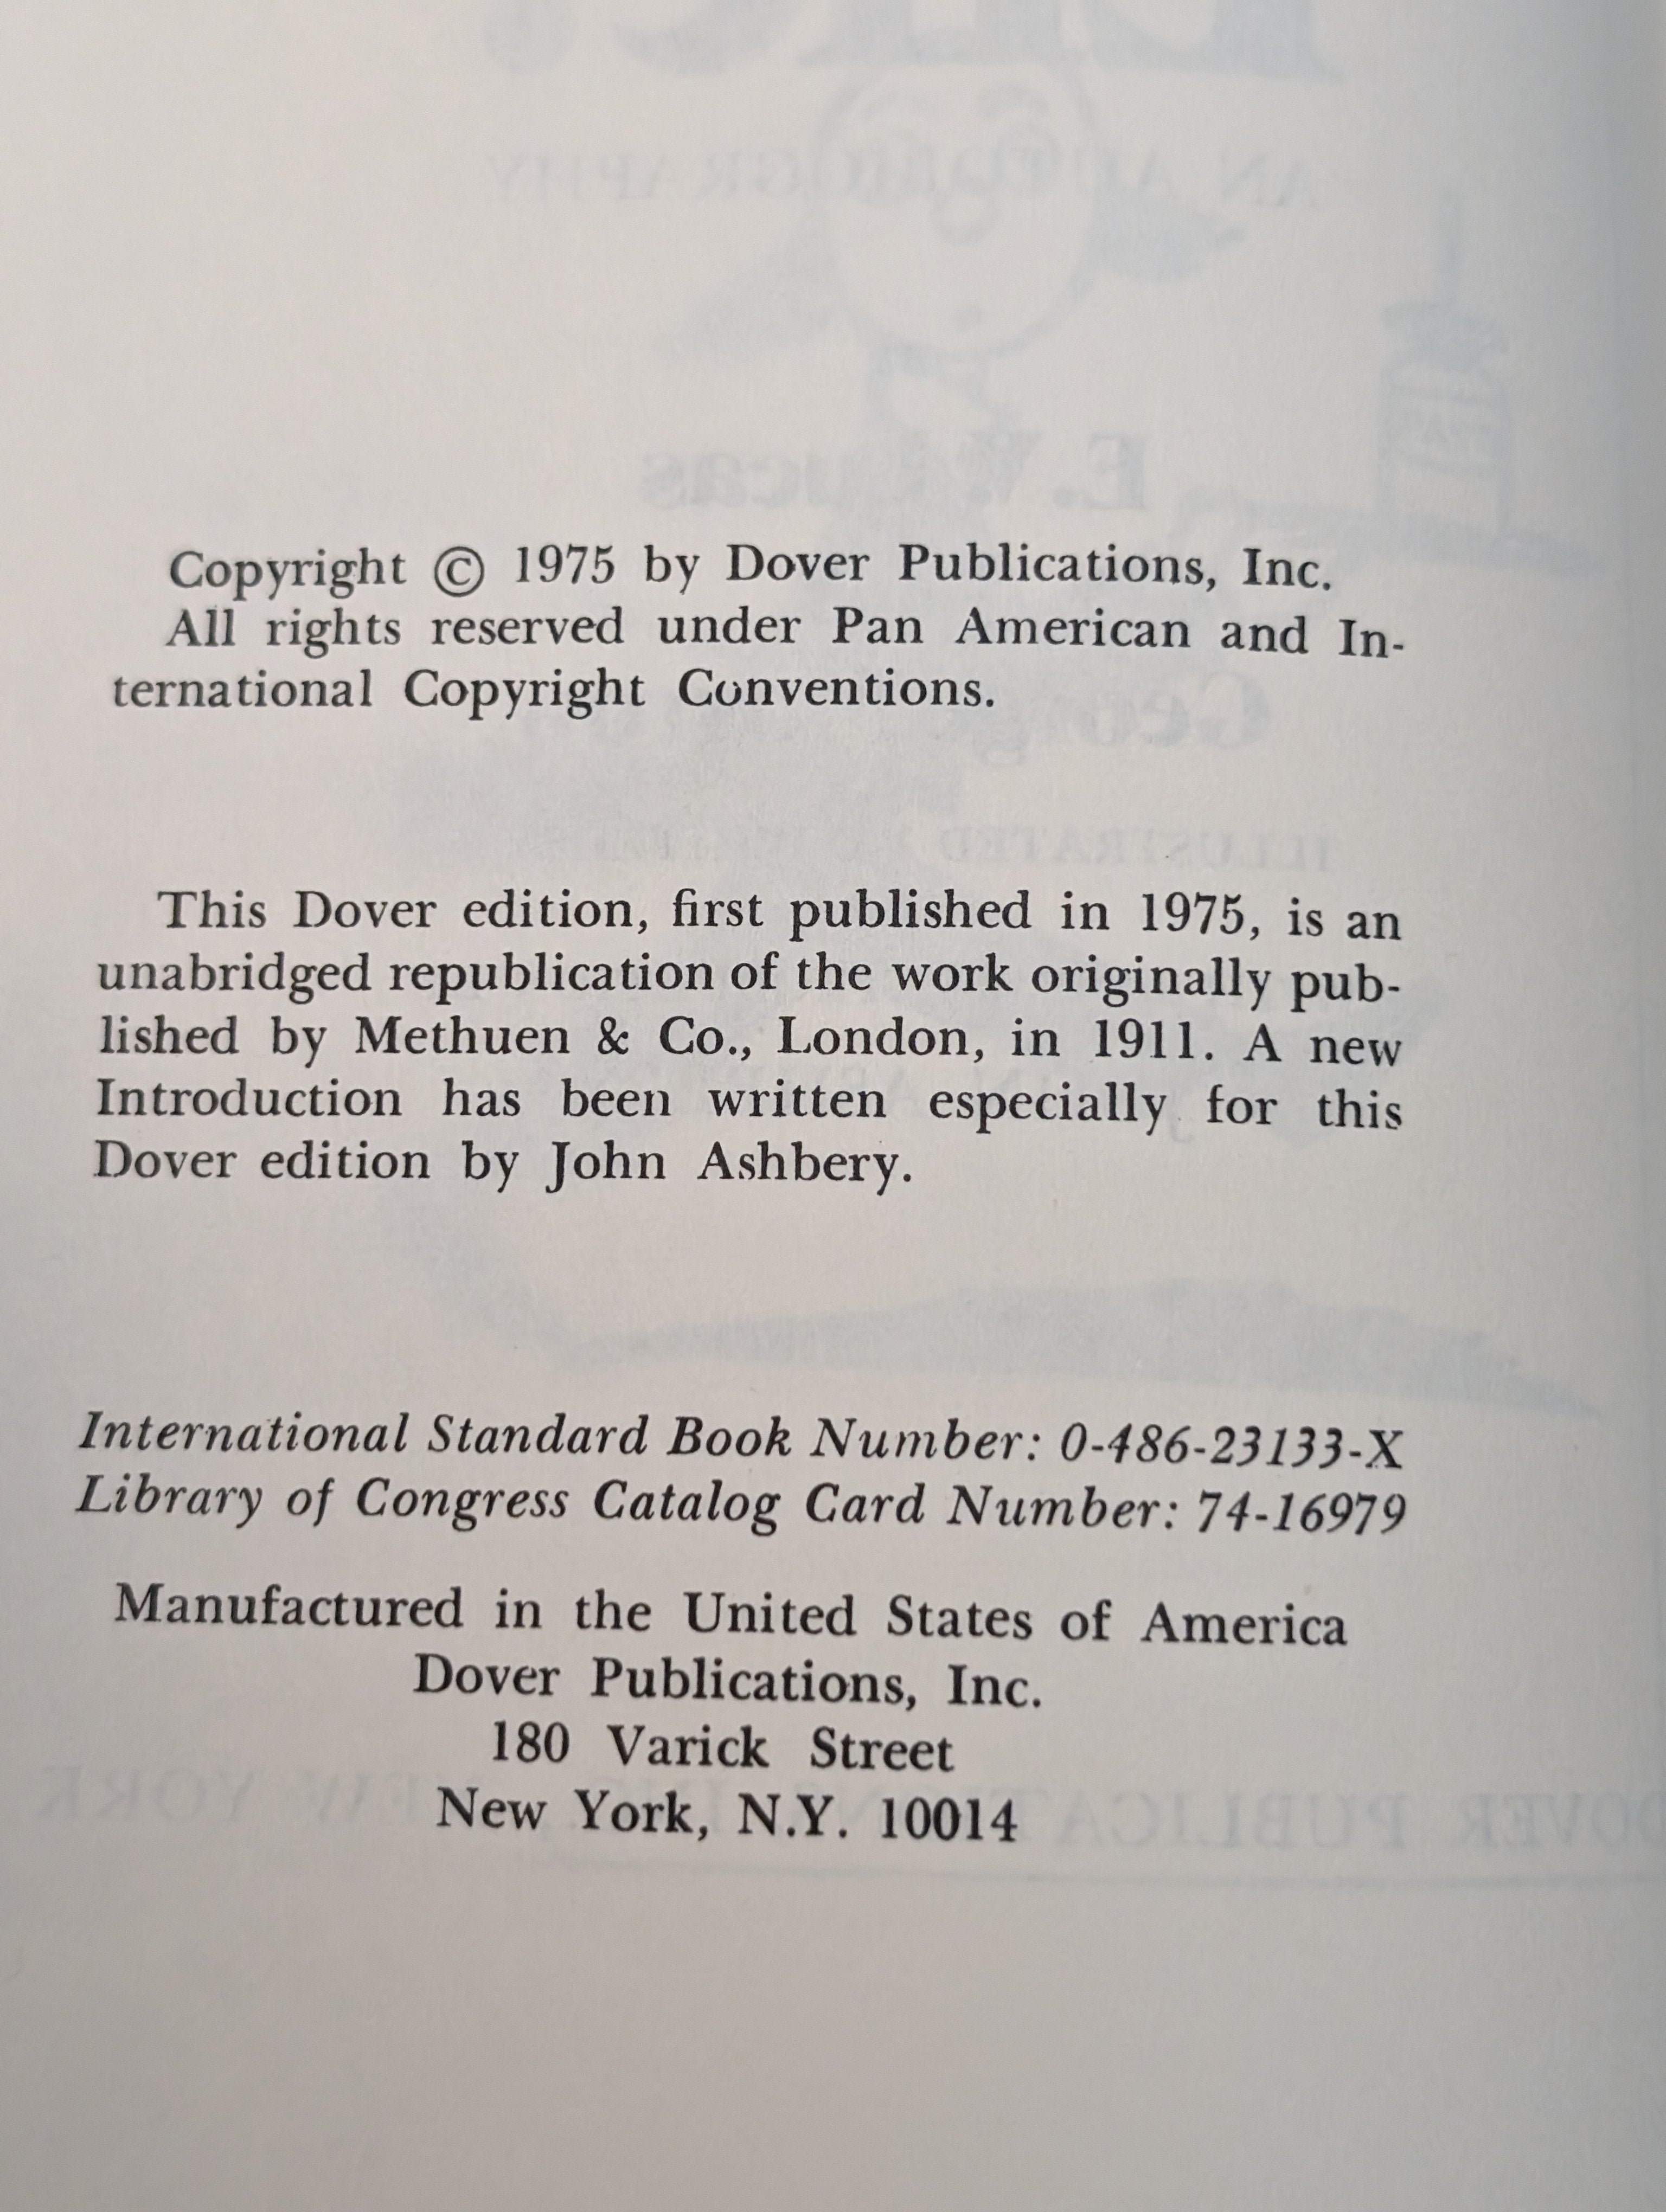 Copyright © 1975 by Dover Publications, Inc.
All rights reserved under Pan American and In-
ternational Copyright Conventions.
This Dover edition, first published in 1975, is an
unabridged republication of the work originally pub-
lished by Methuen & Co., London, in 1911. A new
Introduction has been written especially for this
Dover edition by John Ashbery.
International Standard Book Number: 0-486-23133-X
Library of Congress Catalog Card Number: 74-16979
Manufactured in the United States of America
Dover Publications, Inc.
180 Varick Street
New York, N.Y. 10014